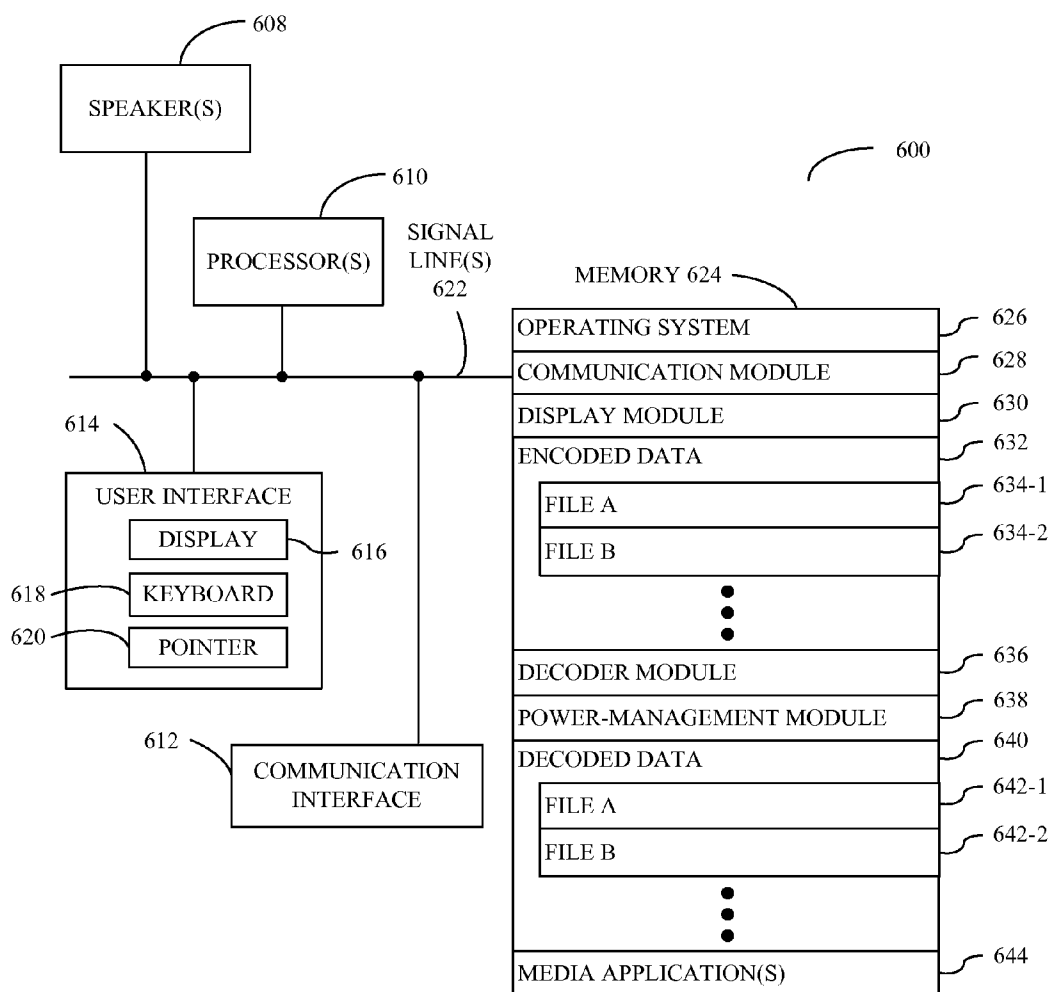 608
SPEAKER(S)
600
610
PROCESSOR(S)
SIGNAL
LINE(S)
622
MEMORY 624
OPERATING SYSTEM
626
COMMUNICATION MODULE
628
DISPLAY MODULE
630
ENCODED DATA
632
FILE A
634-1
FILE B
634-2
DECODER MODULE
636
POWER-MANAGEMENT MODULE
638
DECODED DATA
640
FILE A
642-1
FILE B
642-2
MEDIA APPLICATION(S)
644
614
USER INTERFACE
DISPLAY
616
618
KEYBOARD
620
POINTER
612
COMMUNICATION
INTERFACE